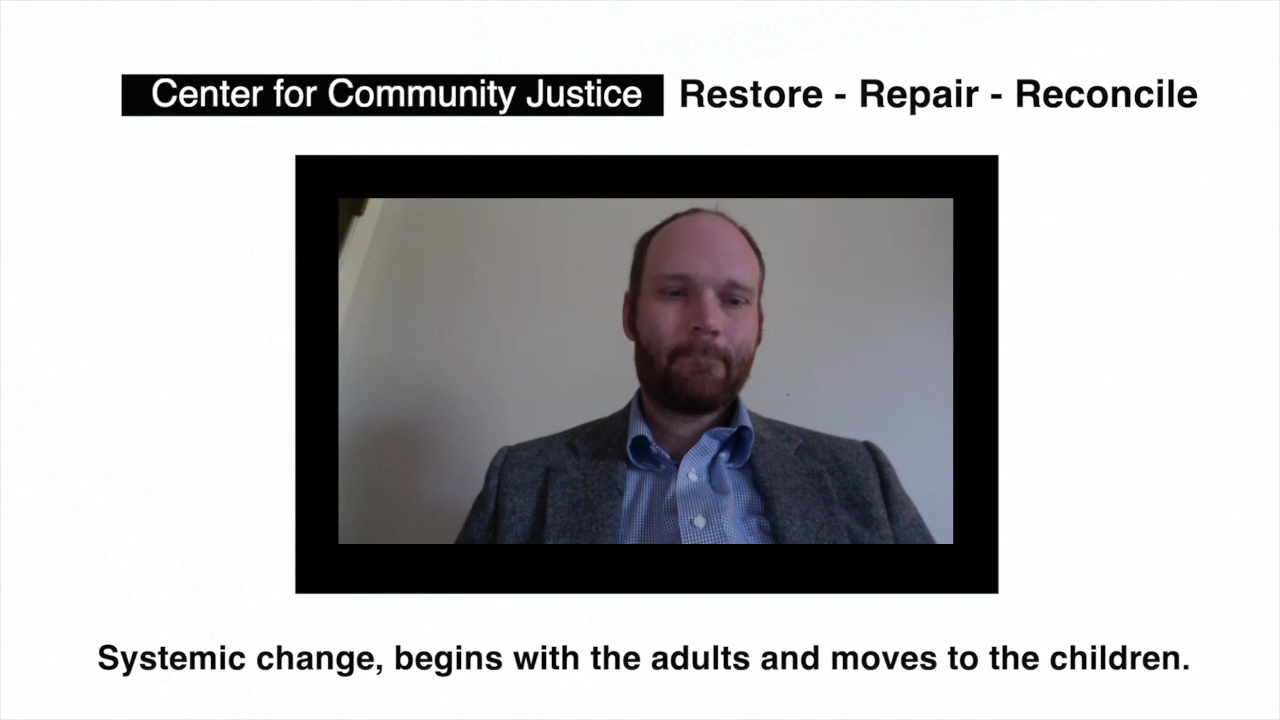 Center for Community Justice Restore - Repair - Reconcile
Systemic change, begins with the adults and moves to the children.